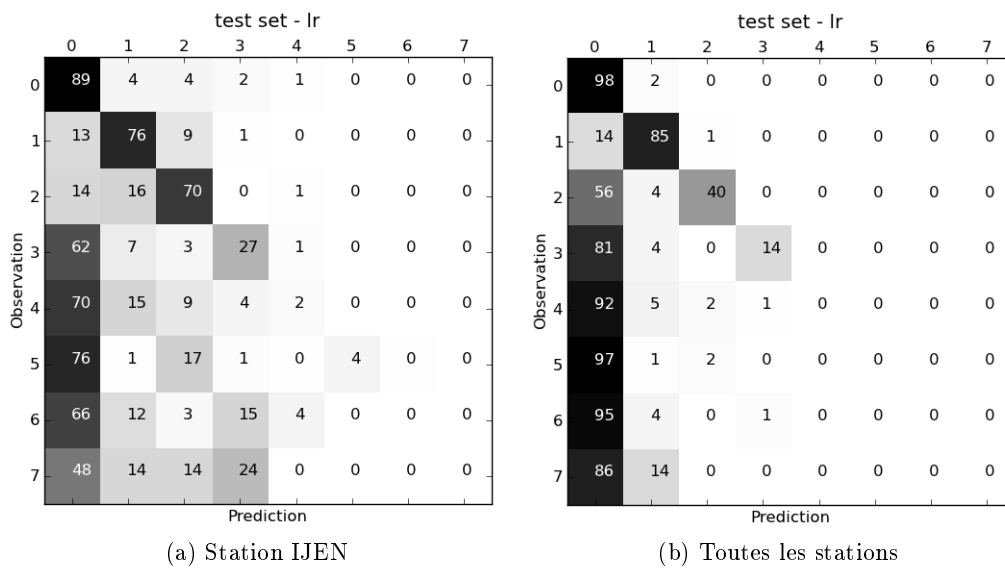 test set - lr
0 1 2 3 4 5 6 7
0 89 4 4 2 1 0 0 0
1 13 76 9 1 0 0 0 0
2 14 16 70 0 1 0 0 0
3 62 7 3 27 1 0 0 0
4 70 15 9 4 2 0 0 0
5 76 1 17 1 0 4 0 0
6 66 12 3 15 4 0 0 0
7 48 14 14 24 0 0 0 0
Observation
Prediction
(a) Station IJEN
test set - lr
0 1 2 3 4 5 6 7
0 98 2 0 0 0 0 0 0
1 14 85 1 0 0 0 0 0
2 56 4 40 0 0 0 0 0
3 81 4 0 14 0 0 0 0
4 92 5 2 1 0 0 0 0
5 97 1 2 0 0 0 0 0
6 95 4 0 1 0 0 0 0
7 86 14 0 0 0 0 0 0
Observation
Prediction
(b) Toutes les stations